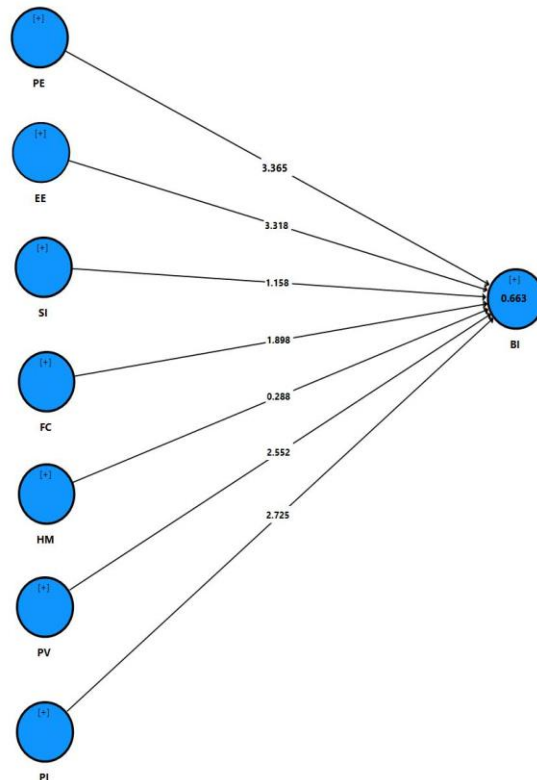 [+]
PE
3.365
[+]
EE
3.318
[+]
SI
1.158
[+]
0.663
BI
[+]
FC
1.898
[+]
HM
0.288
[+]
PV
2.552
[+]
PI
2.725